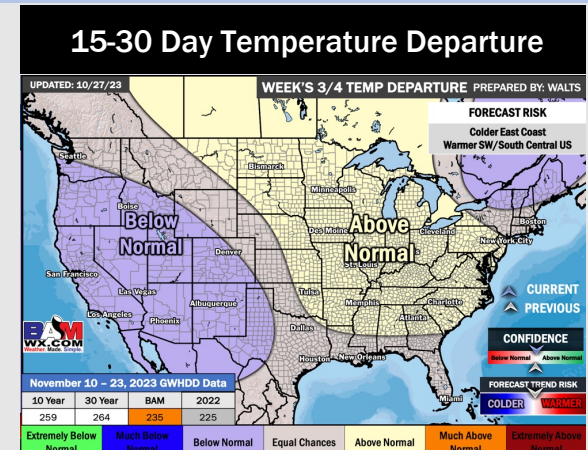 15-30 Day Temperature Departure
UPDATED: 10/27/23
WEEK'S 3/4 TEMP DEPARTURE PREPARED BY: WALTS
FORECAST RISK
Colder East Coast
Warmer SW/South Central US
Seattle
Bismarck
Minneapolis
Boise
Below
Normal
Des Moine
Above
Normal
Cleveland
Boston
New York City
Denver
St. Louis
San Francisco
Las Vegas
Albuquerque
Tulsa
Memphis
Charlotte
Los Angeles
Phoenix
Atlanta
Dallas
Houston
New Orleans
Miami
CURRENT
PREVIOUS
BAM
WX.COM
Weather. Made. Simple.
CONFIDENCE
Below Normal Above Normal
FORECAST TREND RISK
COLDER WARMER
November 10 - 23, 2023 GWHDD Data
10 Year 30 Year BAM 2022
259 264 235 225
Extremely Below
Normal
Much Below
Normal
Below Normal
Equal Chances
Above Normal
Much Above
Normal
Extremely Above
Normal